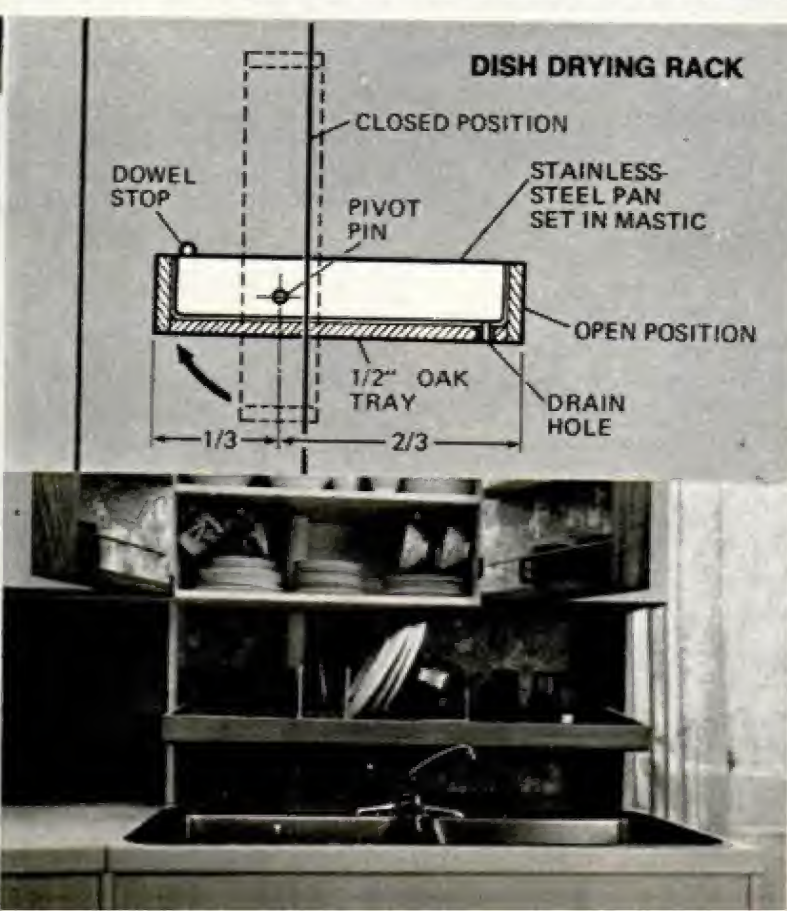 DISH DRYING RACK
CLOSED POSITION
DOWEL
STOP
PIVOT
PIN
STAINLESS-
STEEL PAN
SET IN MASTIC
OPEN POSITION
1/2" OAK
TRAY
DRAIN
HOLE
1/3
2/3